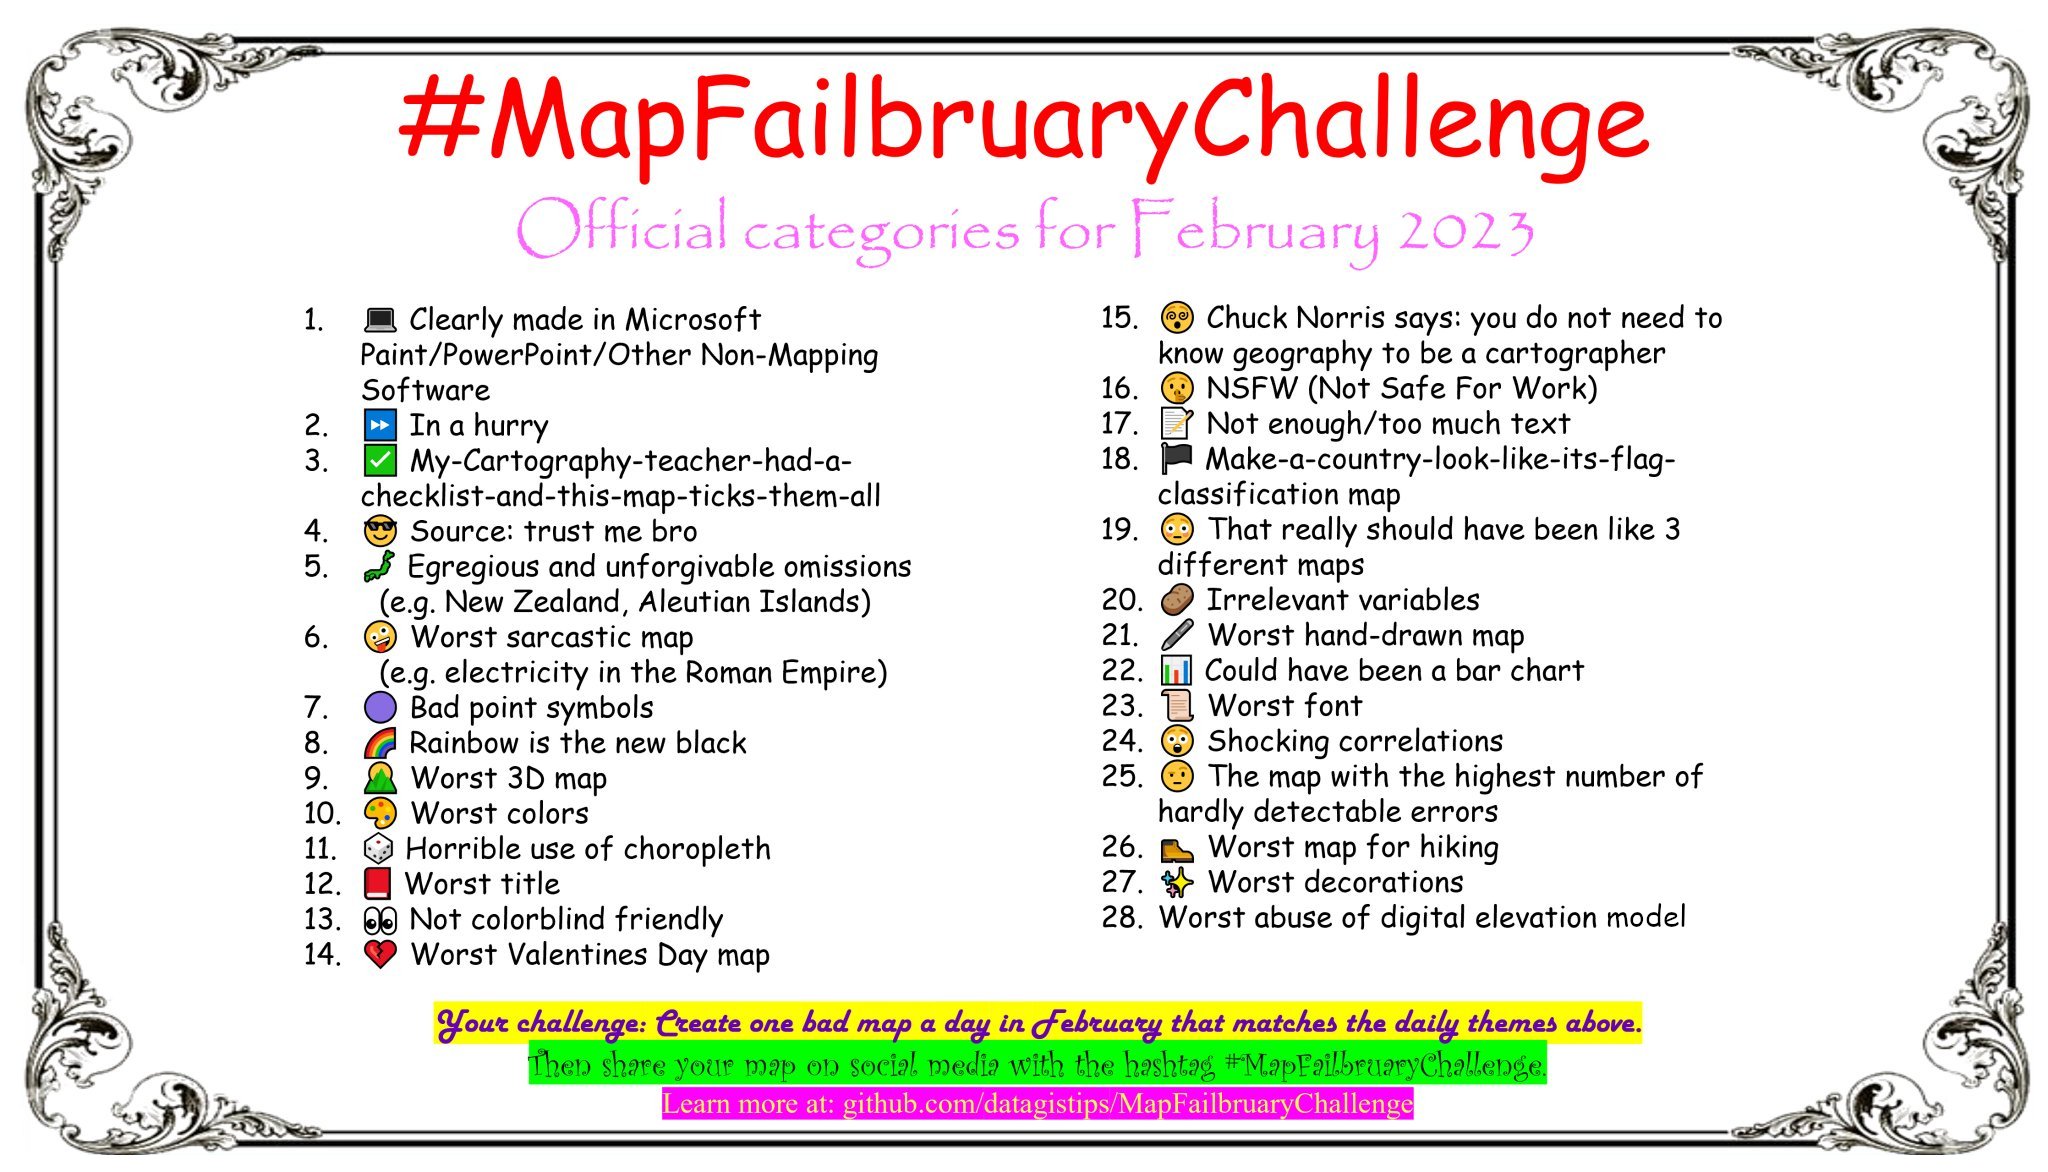 #MapFailbruaryChallenge
Official categories for February 2023
1. 💻 Clearly made in Microsoft
Paint/PowerPoint/Other Non-Mapping
Software
2. ⏩ In a hurry
3. ✅ My-Cartography-teacher-had-a-
checklist-and-this-map-ticks-them-all
4. 😎 Source: trust me bro
5. 🗾 Egregious and unforgivable omissions
(e.g. New Zealand, Aleutian Islands)
6. 🤪 Worst sarcastic map
(e.g. electricity in the Roman Empire)
7. 🟣 Bad point symbols
8. 🌈 Rainbow is the new black
9. 🏞 Worst 3D map
10. 🎨 Worst colors
11. 🎲 Horrible use of choropleth
12. 📕 Worst title
13. 👀 Not colorblind friendly
14. 💔 Worst Valentines Day map
15. 😵‍💫 Chuck Norris says: you do not need to
know geography to be a cartographer
16. 🤫 NSFW (Not Safe For Work)
17. 📝 Not enough/too much text
18. 🏴 Make-a-country-look-like-its-flag-
classification map
19. 😳 That really should have been like 3
different maps
20. 🥔 Irrelevant variables
21. 🖊 Worst hand-drawn map
22. 📊 Could have been a bar chart
23. 📜 Worst font
24. 😲 Shocking correlations
25. 🤨 The map with the highest number of
hardly detectable errors
26. 🥾 Worst map for hiking
27. ✨ Worst decorations
28. Worst abuse of digital elevation model
Your challenge: Create one bad map a day in February that matches the daily themes above.
Then share your map on social media with the hashtag #MapFailbruaryChallenge.
Learn more at: github.com/datagistips/MapFailbruaryChallenge